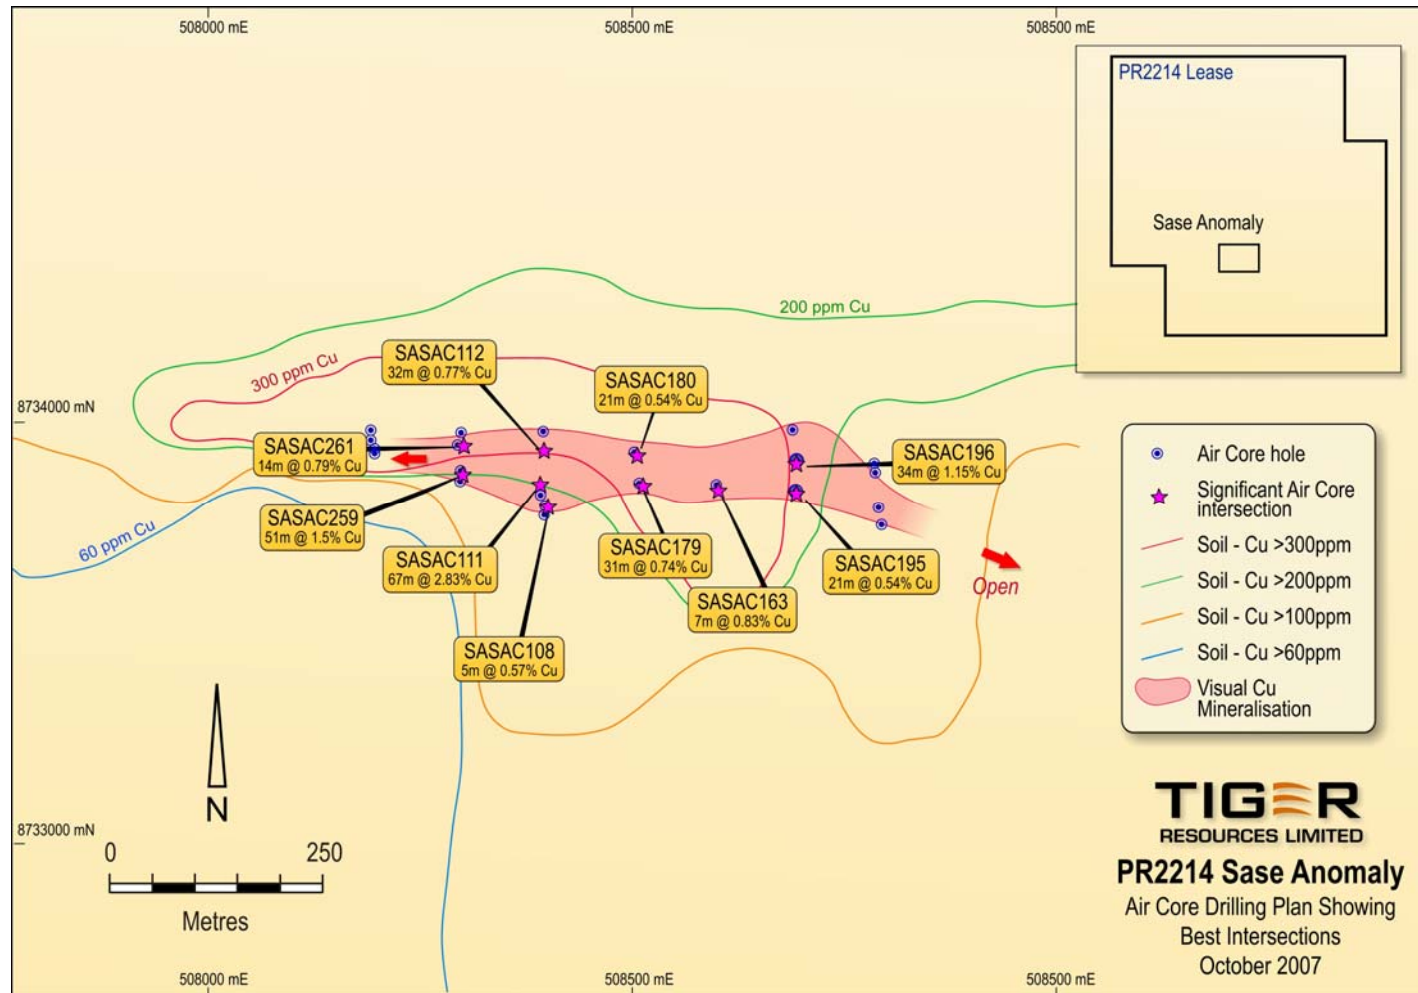 508000 mE
508500 mE
508500 mE
PR2214 Lease
Sase Anomaly
200 ppm Cu
300 ppm Cu
60 ppm Cu
8734000 mN
8733000 mN
SASAC112
32m @ 0.77% Cu
SASAC180
21m @ 0.54% Cu
SASAC261
14m @ 0.79% Cu
SASAC196
34m @ 1.15% Cu
SASAC259
51m @ 1.5% Cu
SASAC111
67m @ 2.83% Cu
SASAC179
31m @ 0.74% Cu
SASAC195
21m @ 0.54% Cu
SASAC163
7m @ 0.83% Cu
SASAC108
5m @ 0.57% Cu
Open
Air Core hole
Significant Air Core
intersection
Soil - Cu >300ppm
Soil - Cu >200ppm
Soil - Cu >100ppm
Soil - Cu >60ppm
Visual Cu
Mineralisation
N
0 250
Metres
TIGER
RESOURCES LIMITED
PR2214 Sase Anomaly
Air Core Drilling Plan Showing
Best Intersections
October 2007
508000 mE
508500 mE
508500 mE